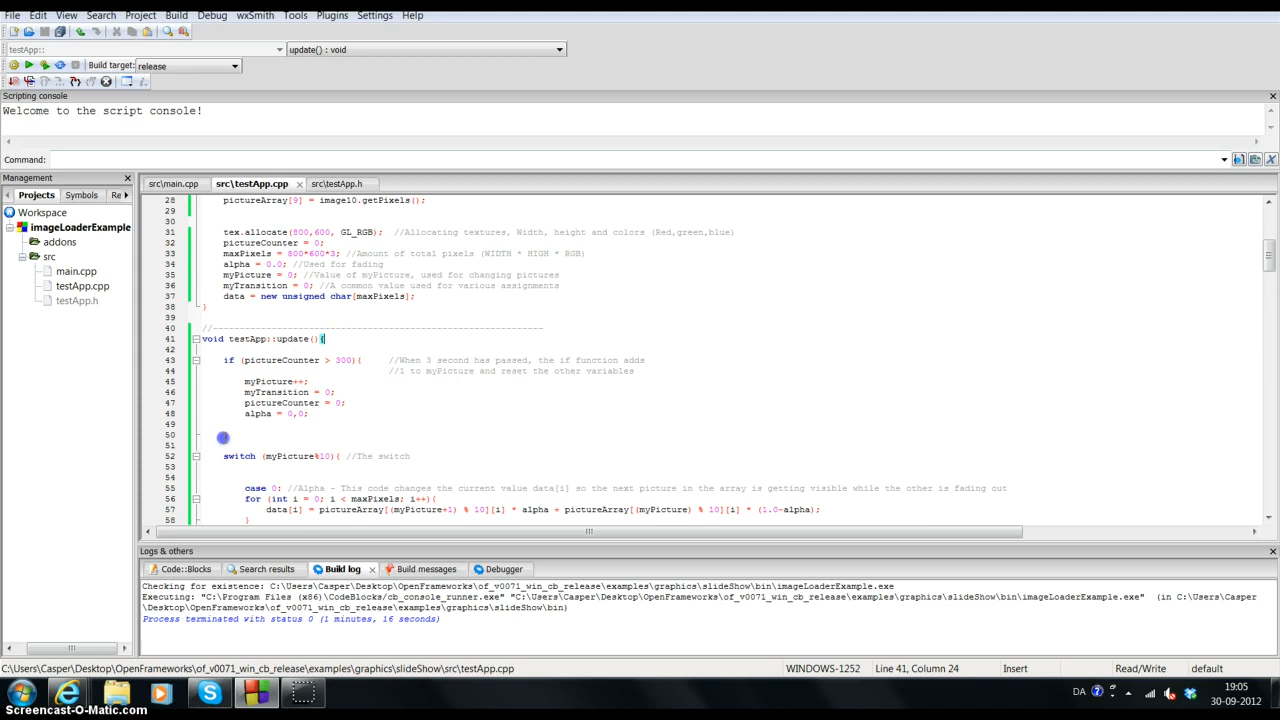 File Edit View Search Project Build Debug wxSmith Tools Plugins Settings Help
testApp:: update() : void
Build target: release
Scripting console
Welcome to the script console!
Command:
Management
Projects Symbols Re
Workspace
imageLoaderExample
addons
src
main.cpp
testApp.cpp
testApp.h
src\main.cpp src\testApp.cpp src\testApp.h
28 pictureArray[9] = image10.getPixels();
29
30
31 tex.allocate(800,600, GL_RGB); //Allocating textures, Width, height and colors (Red,green,blue)
32 pictureCounter = 0;
33 maxPixels = 800*600*3; //Amount of total pixels (WIDTH * HIGH * RGB)
34 alpha = 0.0; //Used for fading
35 myPicture = 0; //Value of myPicture, used for changing pictures
36 myTransition = 0; //A common value used for various assignments
37 data = new unsigned char[maxPixels];
38 }
39
40 //--------------------------------------------------------------
41 void testApp::update(){
42
43 if (pictureCounter > 300){ //When 3 second has passed, the if function adds
44 //1 to myPicture and reset the other variables
45 myPicture++;
46 myTransition = 0;
47 pictureCounter = 0;
48 alpha = 0,0;
49
50
51
52 switch (myPicture%10){ //The switch
53
54
55 case 0: //Alpha - This code changes the current value data[i] so the next picture in the array is getting visible while the other is fading out
56 for (int i = 0; i < maxPixels; i++){
57 data[i] = pictureArray[(myPicture+1) % 10][i] * alpha + pictureArray[(myPicture) % 10][i] * (1.0-alpha);
58 }
Logs & others
Code::Blocks Search results Build log Build messages Debugger
Checking for existence: C:\Users\Casper\Desktop\OpenFrameworks\of_v0071_win_cb_release\examples\graphics\slideShow\bin\imageLoaderExample.exe
Executing: "C:\Program Files (x86)\CodeBlocks/cb_console_runner.exe" "C:\Users\Casper\Desktop\OpenFrameworks\of_v0071_win_cb_release\examples\graphics\slideShow\bin\imageLoaderExample.exe" (in C:\Users\Casper
\Desktop\OpenFrameworks\of_v0071_win_cb_release\examples\graphics\slideShow\bin)
Process terminated with status 0 (1 minutes, 16 seconds)
C:\Users\Casper\Desktop\OpenFrameworks\of_v0071_win_cb_release\examples\graphics\slideShow\src\testApp.cpp WINDOWS-1252 Line 41, Column 24 Insert Read/Write default
DA 19:05
30-09-2012
Screencast-O-Matic.com